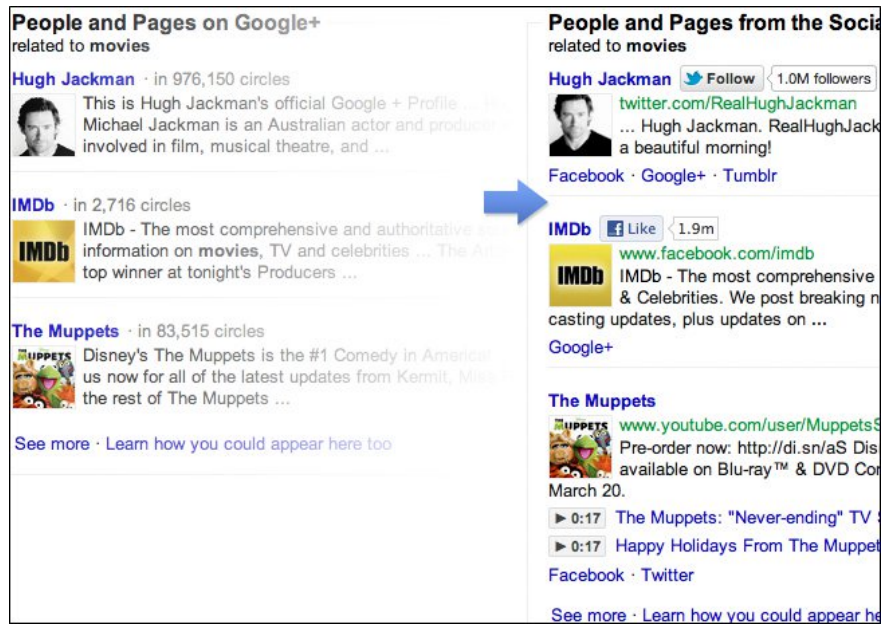 People and Pages on Google+
related to movies
Hugh Jackman · in 976,150 circles
This is Hugh Jackman's official Google + Profile ...
Michael Jackman is an Australian actor and producer
involved in film, musical theatre, and ...
IMDb · in 2,716 circles
IMDb
IMDb - The most comprehensive and authoritative
information on movies, TV and celebrities ... The
top winner at tonight's Producers ...
The Muppets · in 83,515 circles
MUPPETS
Disney's The Muppets is the #1 Comedy in America!
us now for all of the latest updates from Kermit,
the rest of The Muppets ...
See more · Learn how you could appear here too
People and Pages from the Socia
related to movies
Hugh Jackman Follow 1.0M followers
twitter.com/RealHughJackman
... Hugh Jackman. RealHughJack
a beautiful morning!
Facebook · Google+ · Tumblr
IMDb Like 1.9m
www.facebook.com/imdb
IMDb
IMDb - The most comprehensive
& Celebrities. We post breaking n
casting updates, plus updates on ...
Google+
The Muppets
MUPPETS
www.youtube.com/user/MuppetsS
Pre-order now: http://di.sn/aS Dis
available on Blu-ray™ & DVD Cor
March 20.
▶ 0:17 The Muppets: "Never-ending" TV S
▶ 0:17 Happy Holidays From The Muppet
Facebook · Twitter
See more · Learn how you could appear he